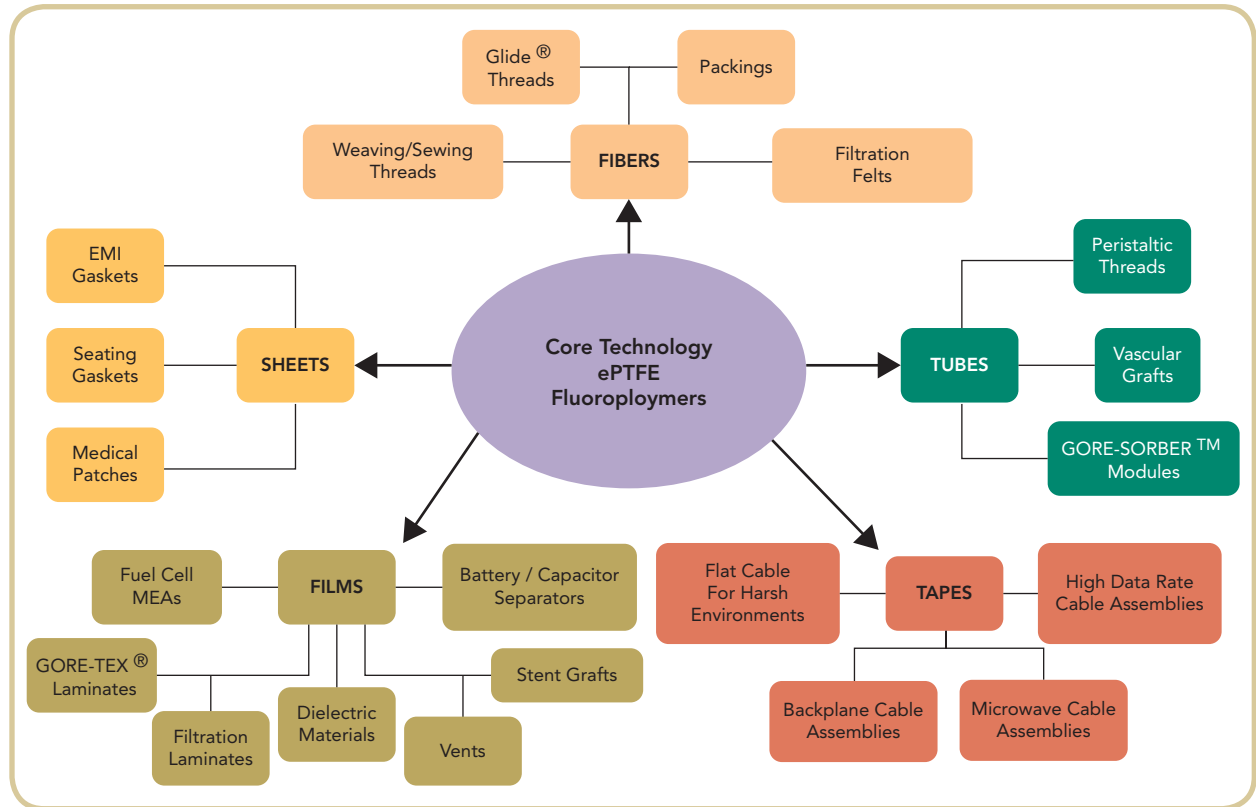 Glide ®
Threads
Packings
Weaving/Sewing
Threads
FIBERS
Filtration
Felts
EMI
Gaskets
Seating
Gaskets
Medical
Patches
SHEETS
Core Technology
ePTFE
Fluoroploymers
TUBES
Peristaltic
Threads
Vascular
Grafts
GORE-SORBER ™
Modules
Fuel Cell
MEAs
FILMS
Battery / Capacitor
Separators
GORE-TEX ®
Laminates
Filtration
Laminates
Dielectric
Materials
Vents
Stent Grafts
Flat Cable
For Harsh
Environments
TAPES
High Data Rate
Cable Assemblies
Backplane Cable
Assemblies
Microwave Cable
Assemblies